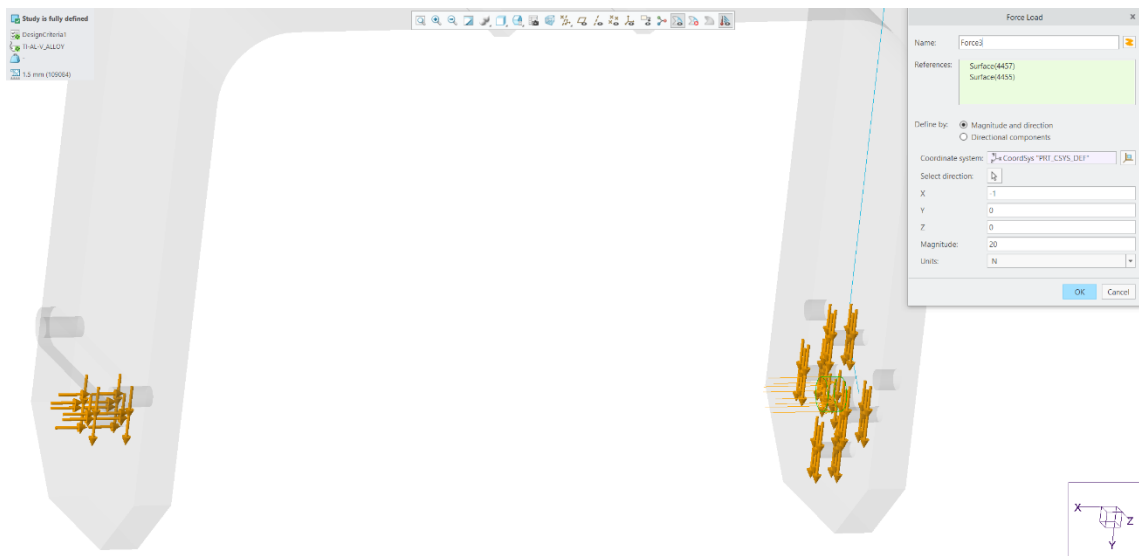 Study is fully defined
DesignCriteria1
TI-AL-V_ALLOY
-
1.5 mm (109084)
Force Load
Name: Force3
References: Surface(4457)
Surface(4455)
Define by: Magnitude and direction
Directional components
Coordinate system: CoordSys "PRT_CSYS_DEF"
Select direction:
X -1
Y 0
Z 0
Magnitude: 20
Units: N
OK Cancel
X
Z
Y